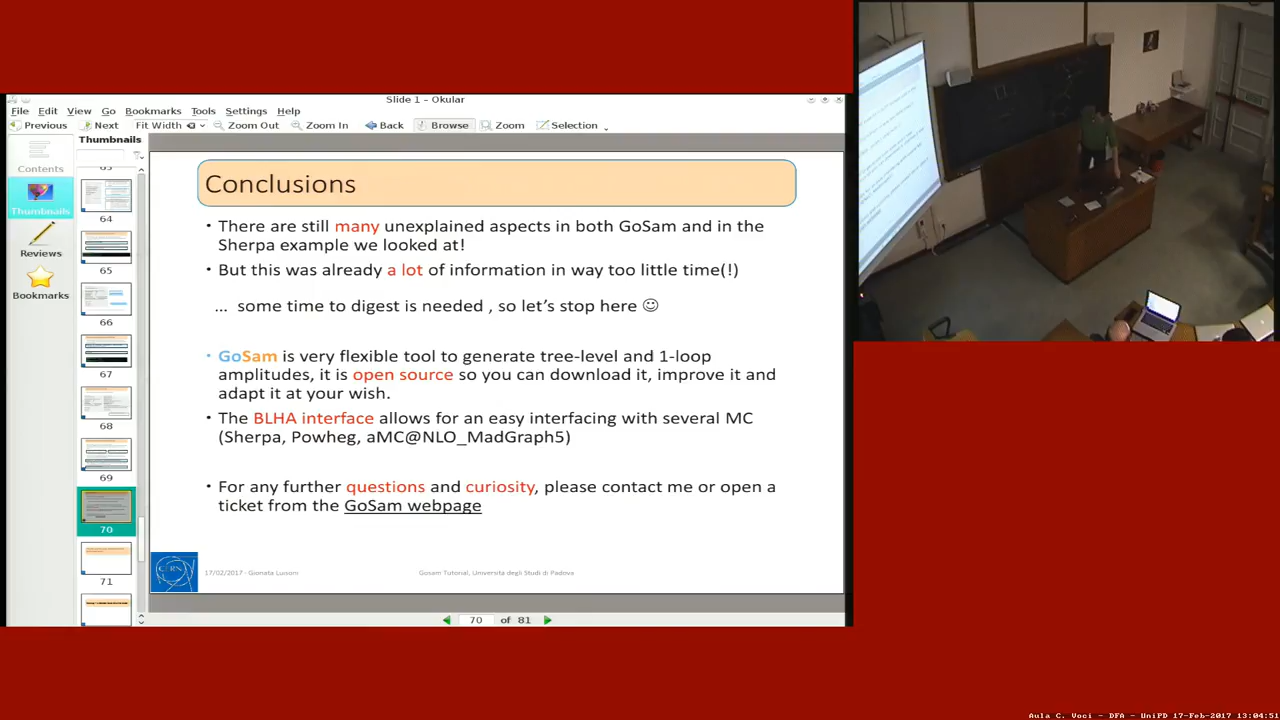 Slide 1 - Okular
File Edit View Go Bookmarks Tools Settings Help
Previous Next Fit Width Zoom Out Zoom In Back Browse Zoom Selection
Contents
Thumbnails
Reviews
Bookmarks
Thumbnails
64
65
66
67
68
69
70
71
Conclusions
• There are still many unexplained aspects in both GoSam and in the
Sherpa example we looked at!
• But this was already a lot of information in way too little time(!)
... some time to digest is needed , so let's stop here ☺
• GoSam is very flexible tool to generate tree-level and 1-loop
amplitudes, it is open source so you can download it, improve it and
adapt it at your wish.
• The BLHA interface allows for an easy interfacing with several MC
(Sherpa, Powheg, aMC@NLO_MadGraph5)
• For any further questions and curiosity, please contact me or open a
ticket from the GoSam webpage
CERN
17/02/2017 - Gionata Luisoni
Gosam Tutorial, Università degli Studi di Padova
70 of 81
Aula C. Voci - DFA - UniPD 17-Feb-2017 13:04:51